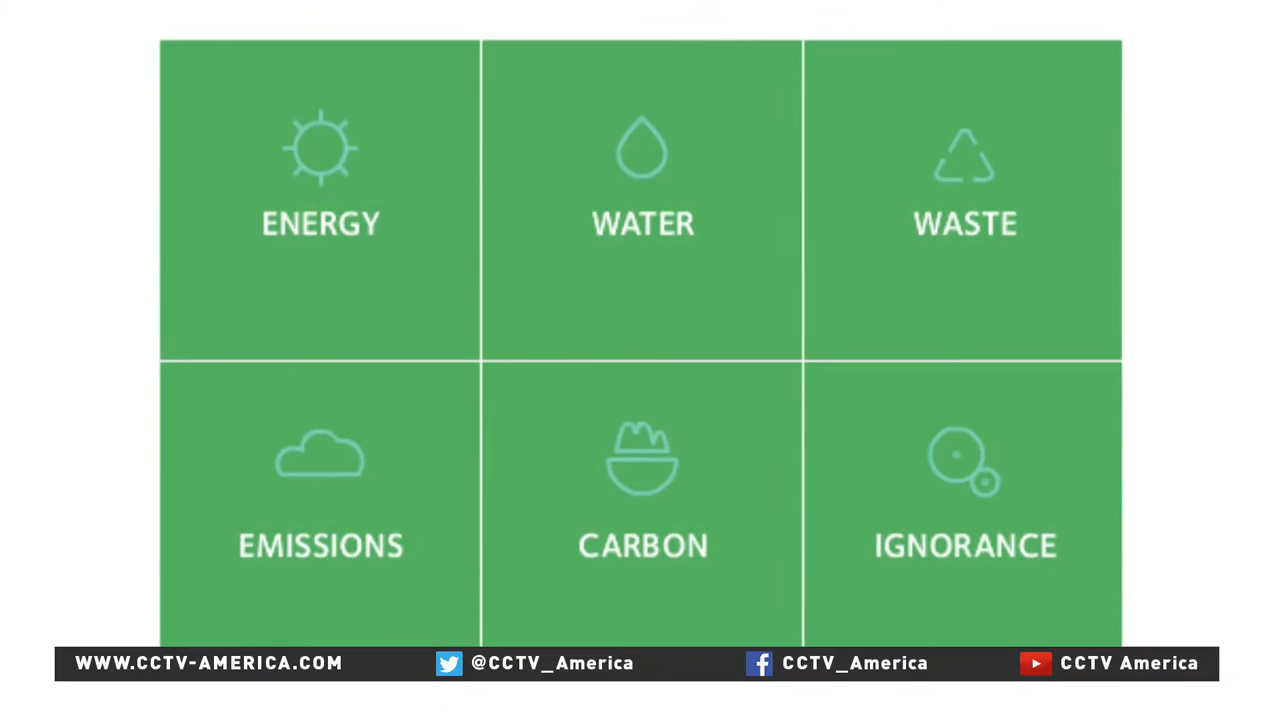 ENERGY
WATER
WASTE
EMISSIONS
CARBON
IGNORANCE
WWW.CCTV-AMERICA.COM
@CCTV_America
CCTV_America
CCTV America